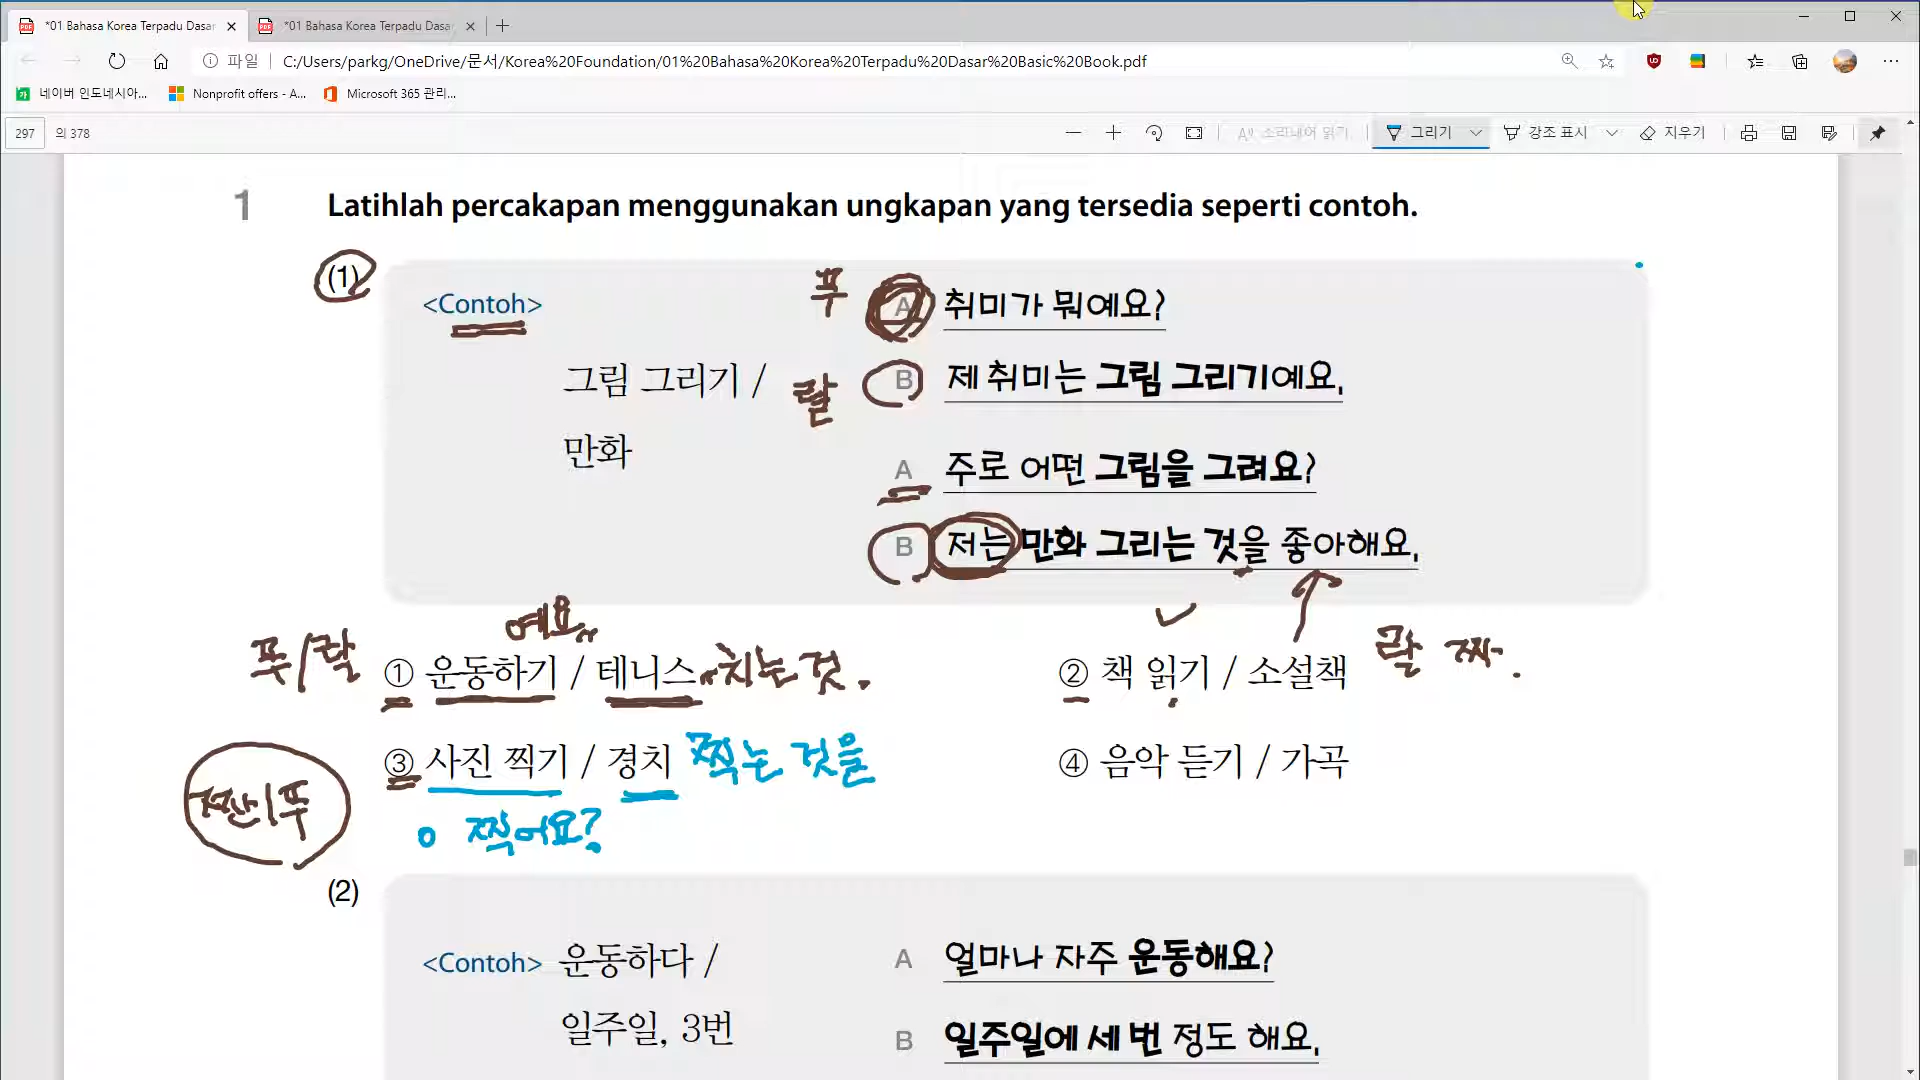 *01 Bahasa Korea Terpadu Dasar
*01 Bahasa Korea Terpadu Dasar
파일 C:/Users/parkg/OneDrive/문서/Korea%20Foundation/01%20Bahasa%20Korea%20Terpadu%20Dasar%20Basic%20Book.pdf
네이버 인도네시아... Nonprofit offers - A... Microsoft 365 관리...
297 의 378 소리내어 읽기 그리기 강조 표시 지우기
1 Latihlah percakapan menggunakan ungkapan yang tersedia seperti contoh.
(1)
<Contoh> 푸 A 취미가 뭐예요?
그림 그리기 / 랄 B 제 취미는 그림 그리기예요.
만화
A 주로 어떤 그림을 그려요?
B 저는 만화 그리는 것을 좋아해요.
예요
푸/랄 ① 운동하기 / 테니스 치는 것.
② 책 읽기 / 소설책 랄
③ 사진 찍기 / 경치 찍는 것을
④ 음악 듣기 / 가곡
찍어요?
(2)
<Contoh> 운동하다 / A 얼마나 자주 운동해요?
일주일, 3번 B 일주일에 세 번 정도 해요.